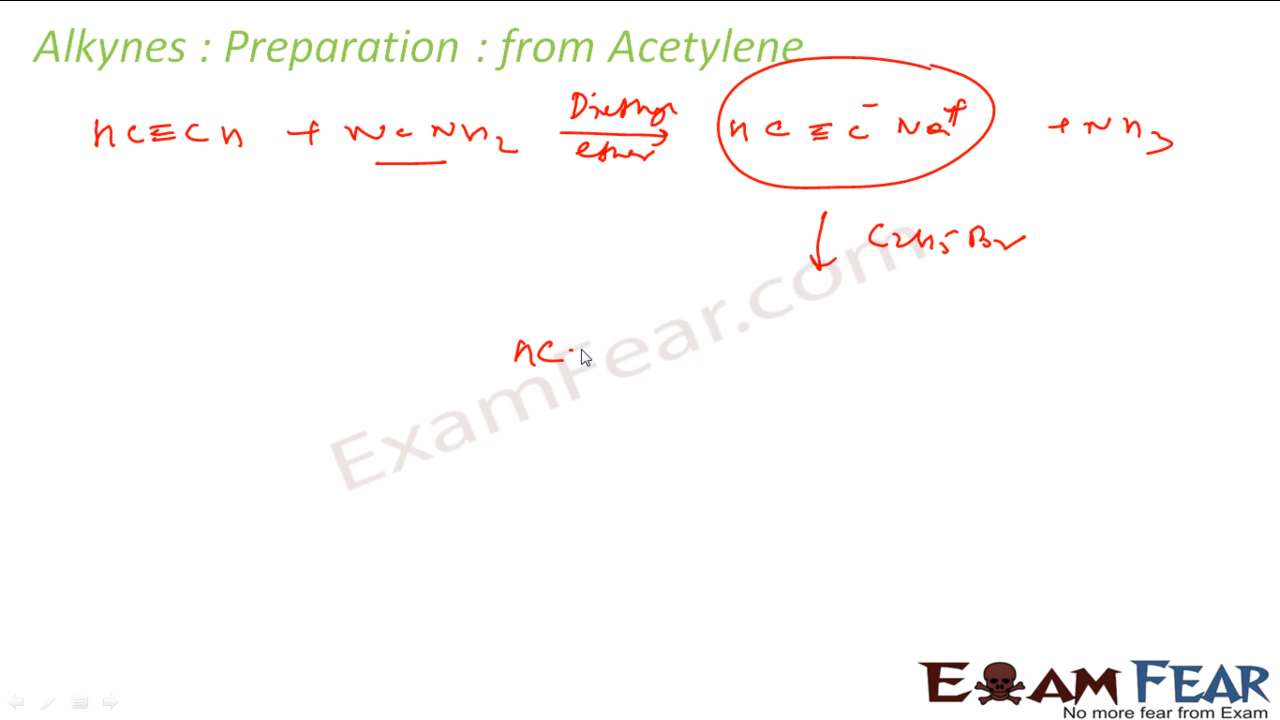 Alkynes : Preparation : from Acetylene
HC≡CH + NaNH2 Diethyl ether HC≡C⁻Na⁺ + NH3
C2H5Br
HC
ExamFear.com
EXAM FEAR
No more fear from Exam